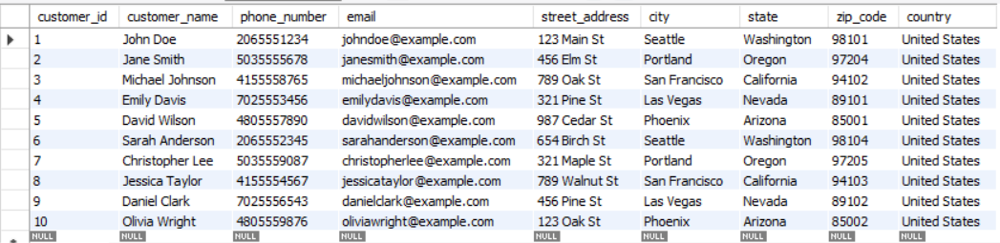 customer_id customer_name phone_number email street_address city state zip_code country
1 John Doe 2065551234 johndoe@example.com 123 Main St Seattle Washington 98101 United States
2 Jane Smith 5035555678 janesmith@example.com 456 Elm St Portland Oregon 97204 United States
3 Michael Johnson 4155558765 michaeljohnson@example.com 789 Oak St San Francisco California 94102 United States
4 Emily Davis 7025553456 emilydavis@example.com 321 Pine St Las Vegas Nevada 89101 United States
5 David Wilson 4805557890 davidwilson@example.com 987 Cedar St Phoenix Arizona 85001 United States
6 Sarah Anderson 2065552345 sarahanderson@example.com 654 Birch St Seattle Washington 98104 United States
7 Christopher Lee 5035559087 christopherlee@example.com 321 Maple St Portland Oregon 97205 United States
8 Jessica Taylor 4155554567 jessicataylor@example.com 789 Walnut St San Francisco California 94103 United States
9 Daniel Clark 7025556543 danielclark@example.com 456 Pine St Las Vegas Nevada 89102 United States
10 Olivia Wright 4805559876 oliviawright@example.com 123 Oak St Phoenix Arizona 85002 United States
NULL NULL NULL NULL NULL NULL NULL NULL NULL